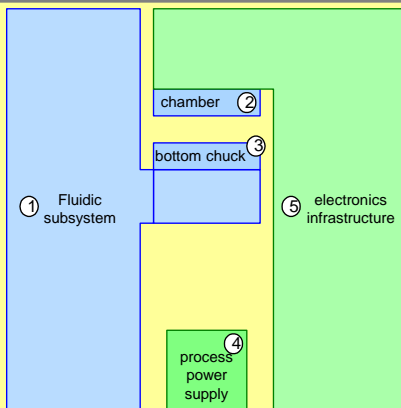 chamber 2
3
bottom chuck
1 Fluidic
subsystem
5 electronics
infrastructure
4
process
power
supply